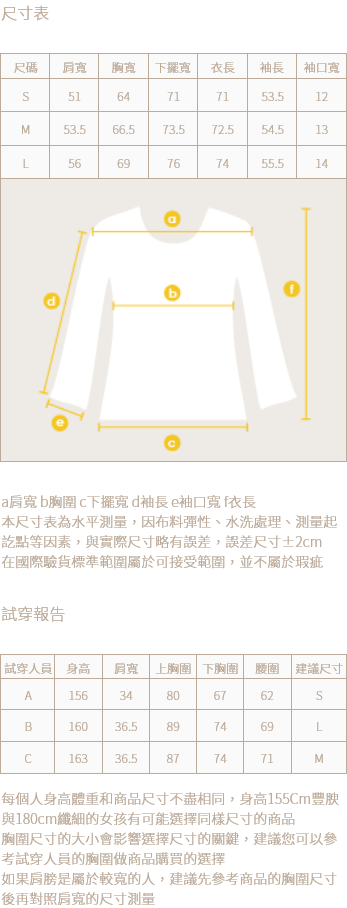 尺寸表
尺碼 肩寬 胸寬 下擺寬 衣長 袖長 袖口寬
S 51 64 71 71 53.5 12
M 53.5 66.5 73.5 72.5 54.5 13
L 56 69 76 74 55.5 14
a
b
f
d
e
c
a肩寬 b胸圍 c下擺寬 d袖長 e袖口寬 f衣長
本尺寸表為水平測量，因布料彈性、水洗處理、測量起
訖點等因素，與實際尺寸略有誤差，誤差尺寸±2cm
在國際驗貨標準範圍屬於可接受範圍，並不屬於瑕疵
試穿報告
試穿人員 身高 肩寬 上胸圍 下胸圍 腰圍 建議尺寸
A 156 34 80 67 62 S
B 160 36.5 89 74 69 L
C 163 36.5 87 74 71 M
每個人身高體重和商品尺寸不盡相同，身高155Cm豐腴
與180cm纖細的女孩有可能選擇同樣尺寸的商品
胸圍尺寸的大小會影響選擇尺寸的關鍵，建議您可以參
考試穿人員的胸圍做商品購買的選擇
如果肩膀是屬於較寬的人，建議先參考商品的胸圍尺寸
後再對照肩寬的尺寸測量